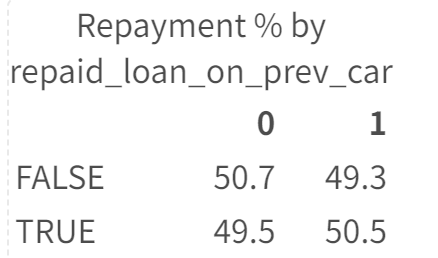 Repayment % by
repaid_loan_on_prev_car
0 1
FALSE 50.7 49.3
TRUE 49.5 50.5